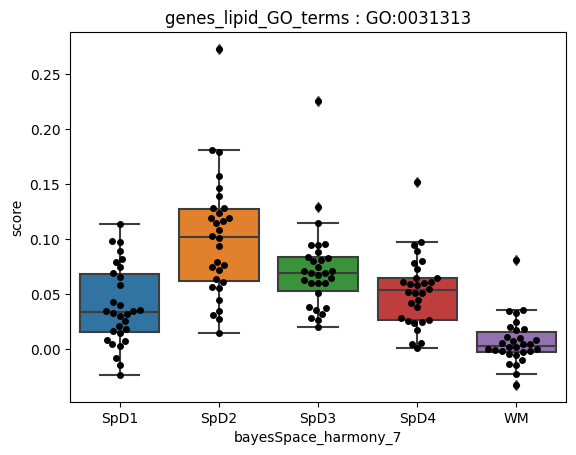 genes_lipid_GO_terms : GO:0031313
0.25
0.20
0.15
0.10
0.05
0.00
score
SpD1 SpD2 SpD3 SpD4 WM
bayesSpace_harmony_7